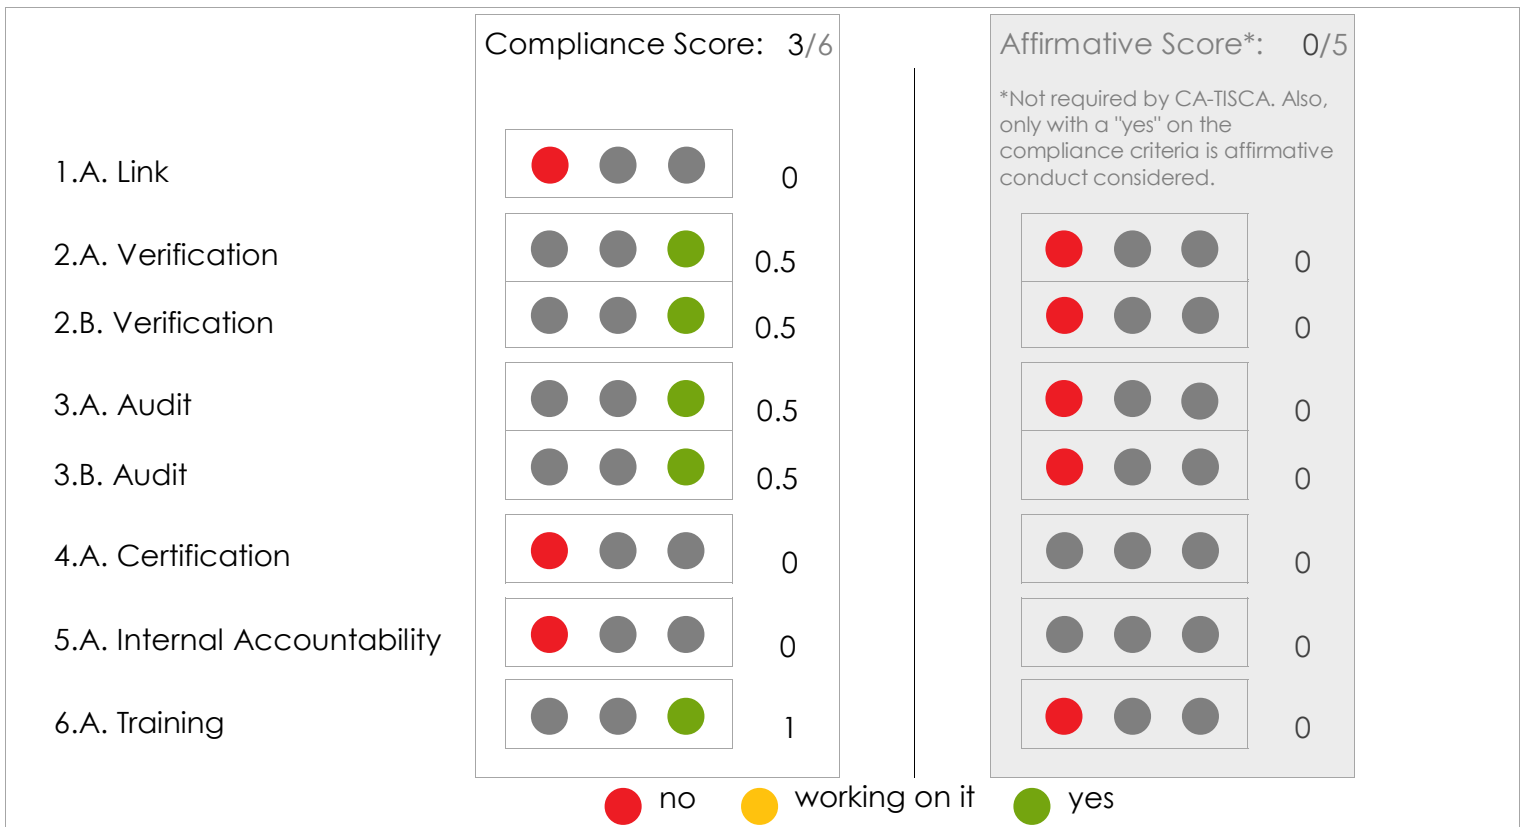 Compliance Score: 3/6
Affirmative Score*: 0/5
*Not required by CA-TISCA. Also,
only with a "yes" on the
compliance criteria is affirmative
conduct considered.
1.A. Link 0
2.A. Verification 0.5 0
2.B. Verification 0.5 0
3.A. Audit 0.5 0
3.B. Audit 0.5 0
4.A. Certification 0 0
5.A. Internal Accountability 0 0
6.A. Training 1 0
no working on it yes